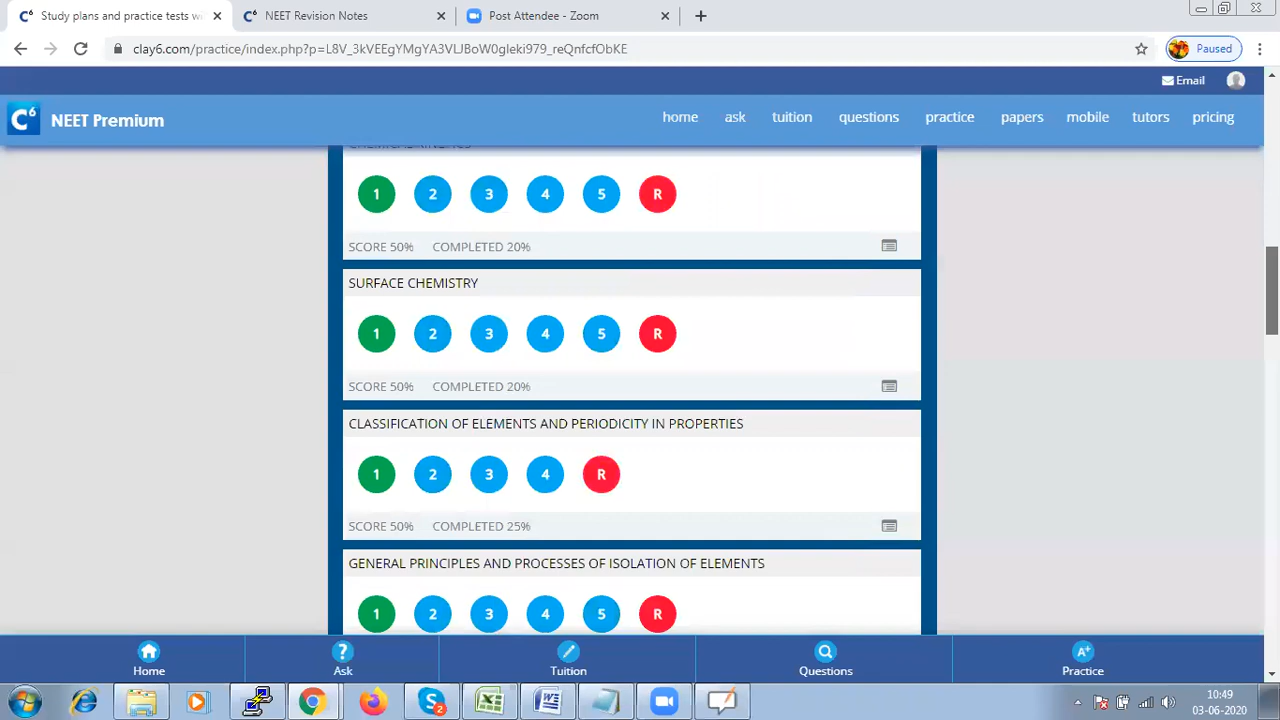 Study plans and practice tests w
NEET Revision Notes
Post Attendee - Zoom
clay6.com/practice/index.php?p=L8V_3kVEEgYMgYA3VLJBoW0gleki979_reQnfcfObKE
Paused
Email
C6 NEET Premium
home ask tuition questions practice papers mobile tutors pricing
CHEMICAL KINETICS
1 2 3 4 5 R
SCORE 50% COMPLETED 20%
SURFACE CHEMISTRY
1 2 3 4 5 R
SCORE 50% COMPLETED 20%
CLASSIFICATION OF ELEMENTS AND PERIODICITY IN PROPERTIES
1 2 3 4 R
SCORE 50% COMPLETED 25%
GENERAL PRINCIPLES AND PROCESSES OF ISOLATION OF ELEMENTS
1 2 3 4 5 R
Home Ask Tuition Questions Practice
10:49
03-06-2020